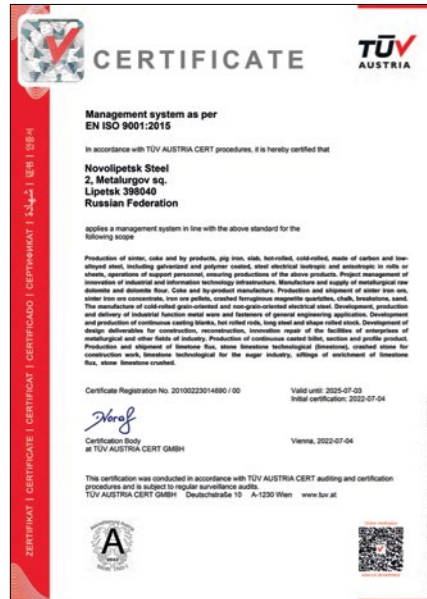 CERTIFICATE
TÜV
AUSTRIA
Management system as per
EN ISO 9001:2015
In accordance with TÜV AUSTRIA CERT procedures, it is hereby certified that
Novolipetsk Steel
2, Metalurgov sq.
Lipetsk 398040
Russian Federation
applies a management system in line with the above standard for the
following scope
Production of sinter, coke and by products, pig iron, slab, hot-rolled, cold-rolled, made of carbon and low-
alloyed steel, including galvanized and polymer coated, steel electrical isotropic and anisotropic in rolls or
sheets, operations of support personnel, ensuring productions of the above products. Project management of
innovation of industrial and information technology infrastructure. Manufacture and supply of metallurgical raw
dolomite and dolomite flour. Coke and by-product manufacture. Production and shipment of sinter iron ore,
sinter iron ore concentrate, iron ore pellets, crashed ferruginous magnetite quartzites, chalk, breakstone, sand.
The manufacture of cold-rolled grain-oriented and non-grain-oriented electrical steel. Development, production
and delivery of industrial function metal ware and fasteners of general engineering application. Development
and production of continuous casting blanks, hot rolled rods, long steel and shape rolled stock. Development of
design deliverables for construction, reconstruction, innovation repair of the facilities of enterprises of
metallurgical and other fields of industry. Production of continuous casted billet, section and profile product.
Production and shipment of limetone flux, stone limestone technological (limestone), crashed stone for
construction work, limestone technological for the sugar industry, siftings of enrichment of limestone
flux, stone limestone crushed.
Certificate Registration No. 20100223014690 / 00
Valid until: 2025-07-03
Initial certification: 2022-07-04
Certification Body
at TÜV AUSTRIA CERT GMBH
Vienna, 2022-07-04
This certification was conducted in accordance with TÜV AUSTRIA CERT auditing and certification
procedures and is subject to regular surveillance audits.
TÜV AUSTRIA CERT GMBH Deutschstraße 10 A-1230 Wien www.tuv.at
A
ZERTIFIKAT | CERTIFICATE | CERTIFICAT | CERTIFICADO | СЕРТИФИКАТ | شهادة | 证书 | 인증서